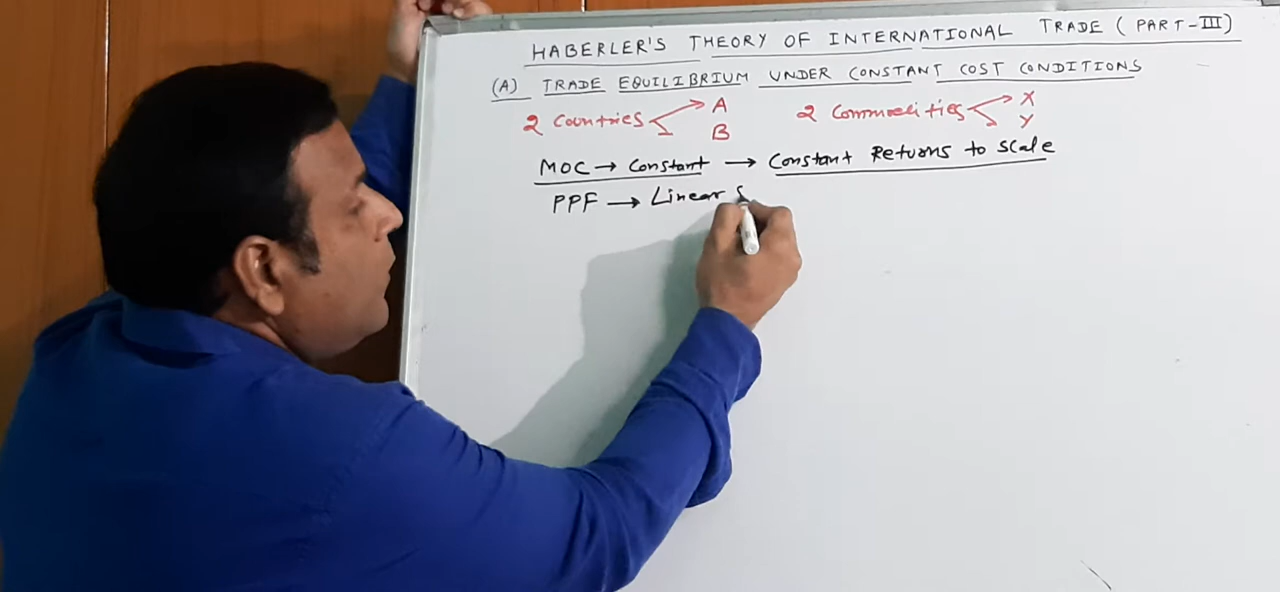 HABERLER'S THEORY OF INTERNATIONAL TRADE (PART-III)
(A) TRADE EQUILIBRIUM UNDER CONSTANT COST CONDITIONS
2 Countries → A B 2 Commodities → X Y
MOC → Constant → Constant Returns to Scale
PPF → Linear S